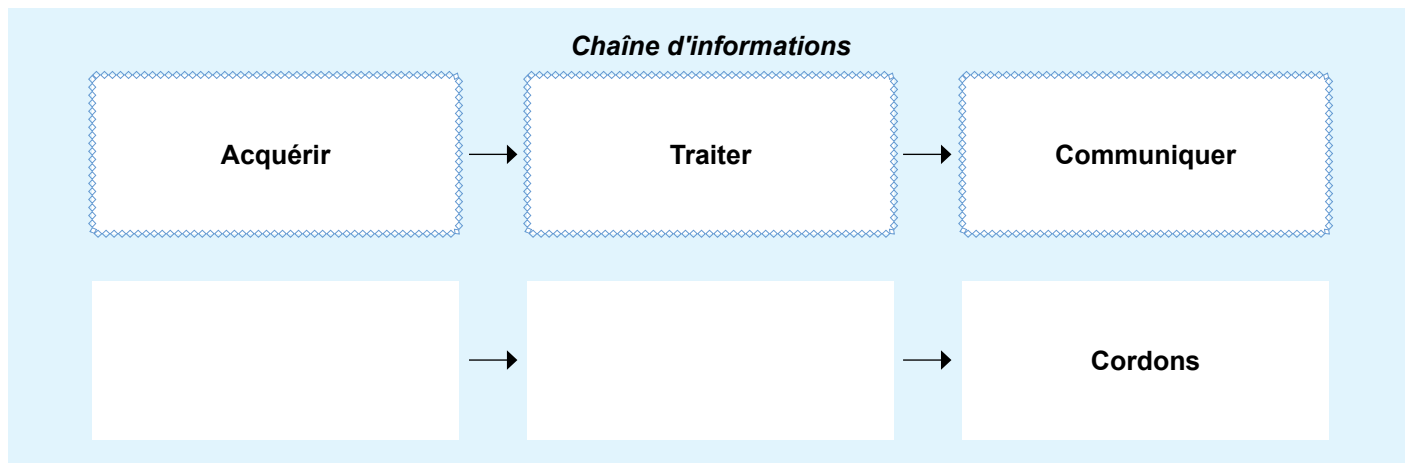 Chaîne d'informations
Acquérir
Traiter
Communiquer
Cordons